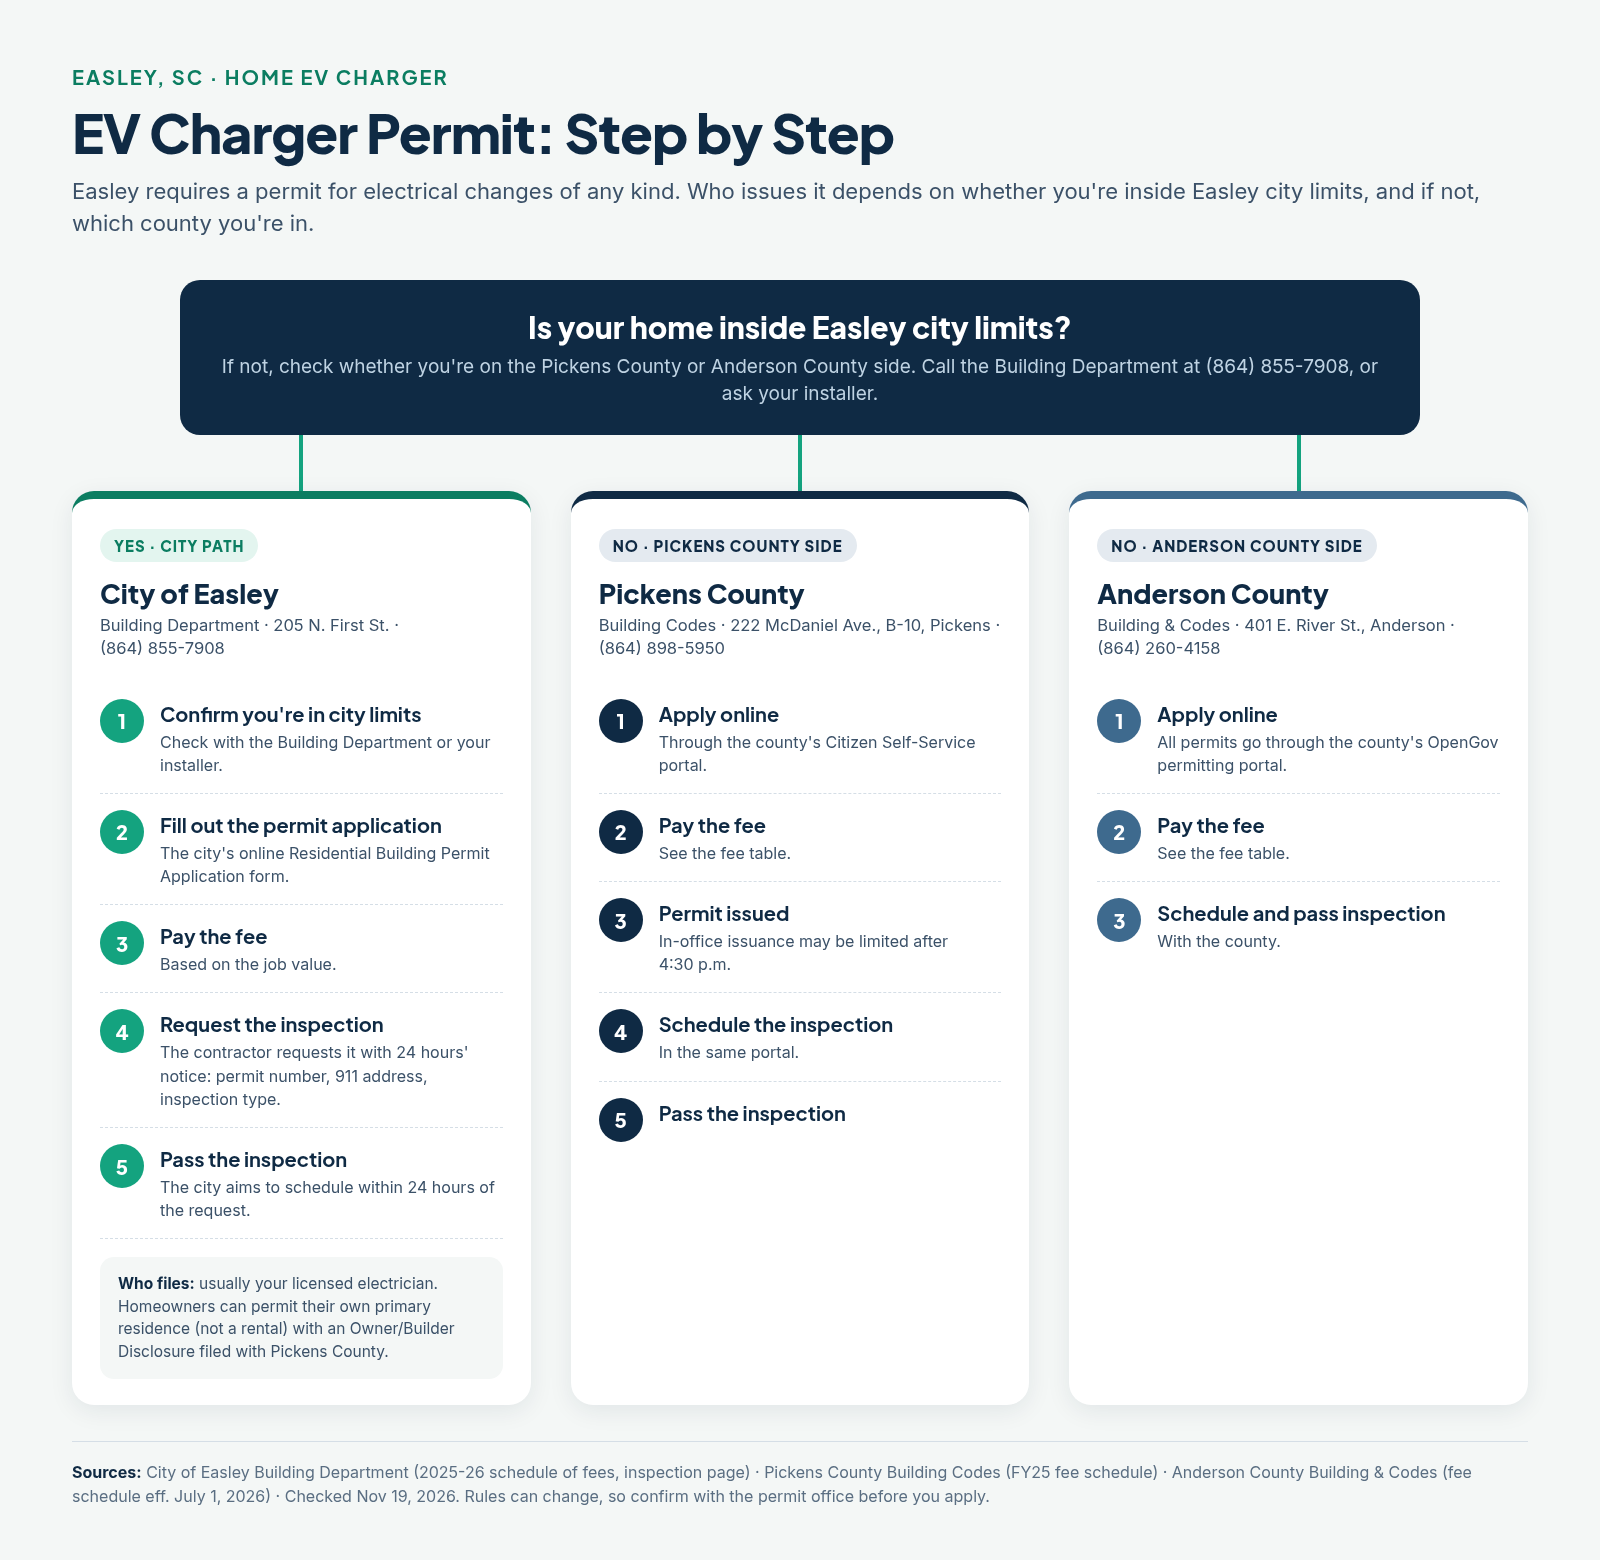 EASLEY, SC · HOME EV CHARGER
EV Charger Permit: Step by Step
Easley requires a permit for electrical changes of any kind. Who issues it depends on whether you're inside Easley city limits, and if not,
which county you're in.
Is your home inside Easley city limits?
If not, check whether you're on the Pickens County or Anderson County side. Call the Building Department at (864) 855-7908, or
ask your installer.
YES · CITY PATH
City of Easley
Building Department · 205 N. First St. ·
(864) 855-7908
1
Confirm you're in city limits
Check with the Building Department or your
installer.
2
Fill out the permit application
The city's online Residential Building Permit
Application form.
3
Pay the fee
Based on the job value.
4
Request the inspection
The contractor requests it with 24 hours'
notice: permit number, 911 address,
inspection type.
5
Pass the inspection
The city aims to schedule within 24 hours of
the request.
Who files: usually your licensed electrician.
Homeowners can permit their own primary
residence (not a rental) with an Owner/Builder
Disclosure filed with Pickens County.
NO · PICKENS COUNTY SIDE
Pickens County
Building Codes · 222 McDaniel Ave., B-10, Pickens ·
(864) 898-5950
1
Apply online
Through the county's Citizen Self-Service
portal.
2
Pay the fee
See the fee table.
3
Permit issued
In-office issuance may be limited after
4:30 p.m.
4
Schedule the inspection
In the same portal.
5
Pass the inspection
NO · ANDERSON COUNTY SIDE
Anderson County
Building & Codes · 401 E. River St., Anderson ·
(864) 260-4158
1
Apply online
All permits go through the county's OpenGov
permitting portal.
2
Pay the fee
See the fee table.
3
Schedule and pass inspection
With the county.
Sources: City of Easley Building Department (2025-26 schedule of fees, inspection page) · Pickens County Building Codes (FY25 fee schedule) · Anderson County Building & Codes (fee
schedule eff. July 1, 2026) · Checked Nov 19, 2026. Rules can change, so confirm with the permit office before you apply.